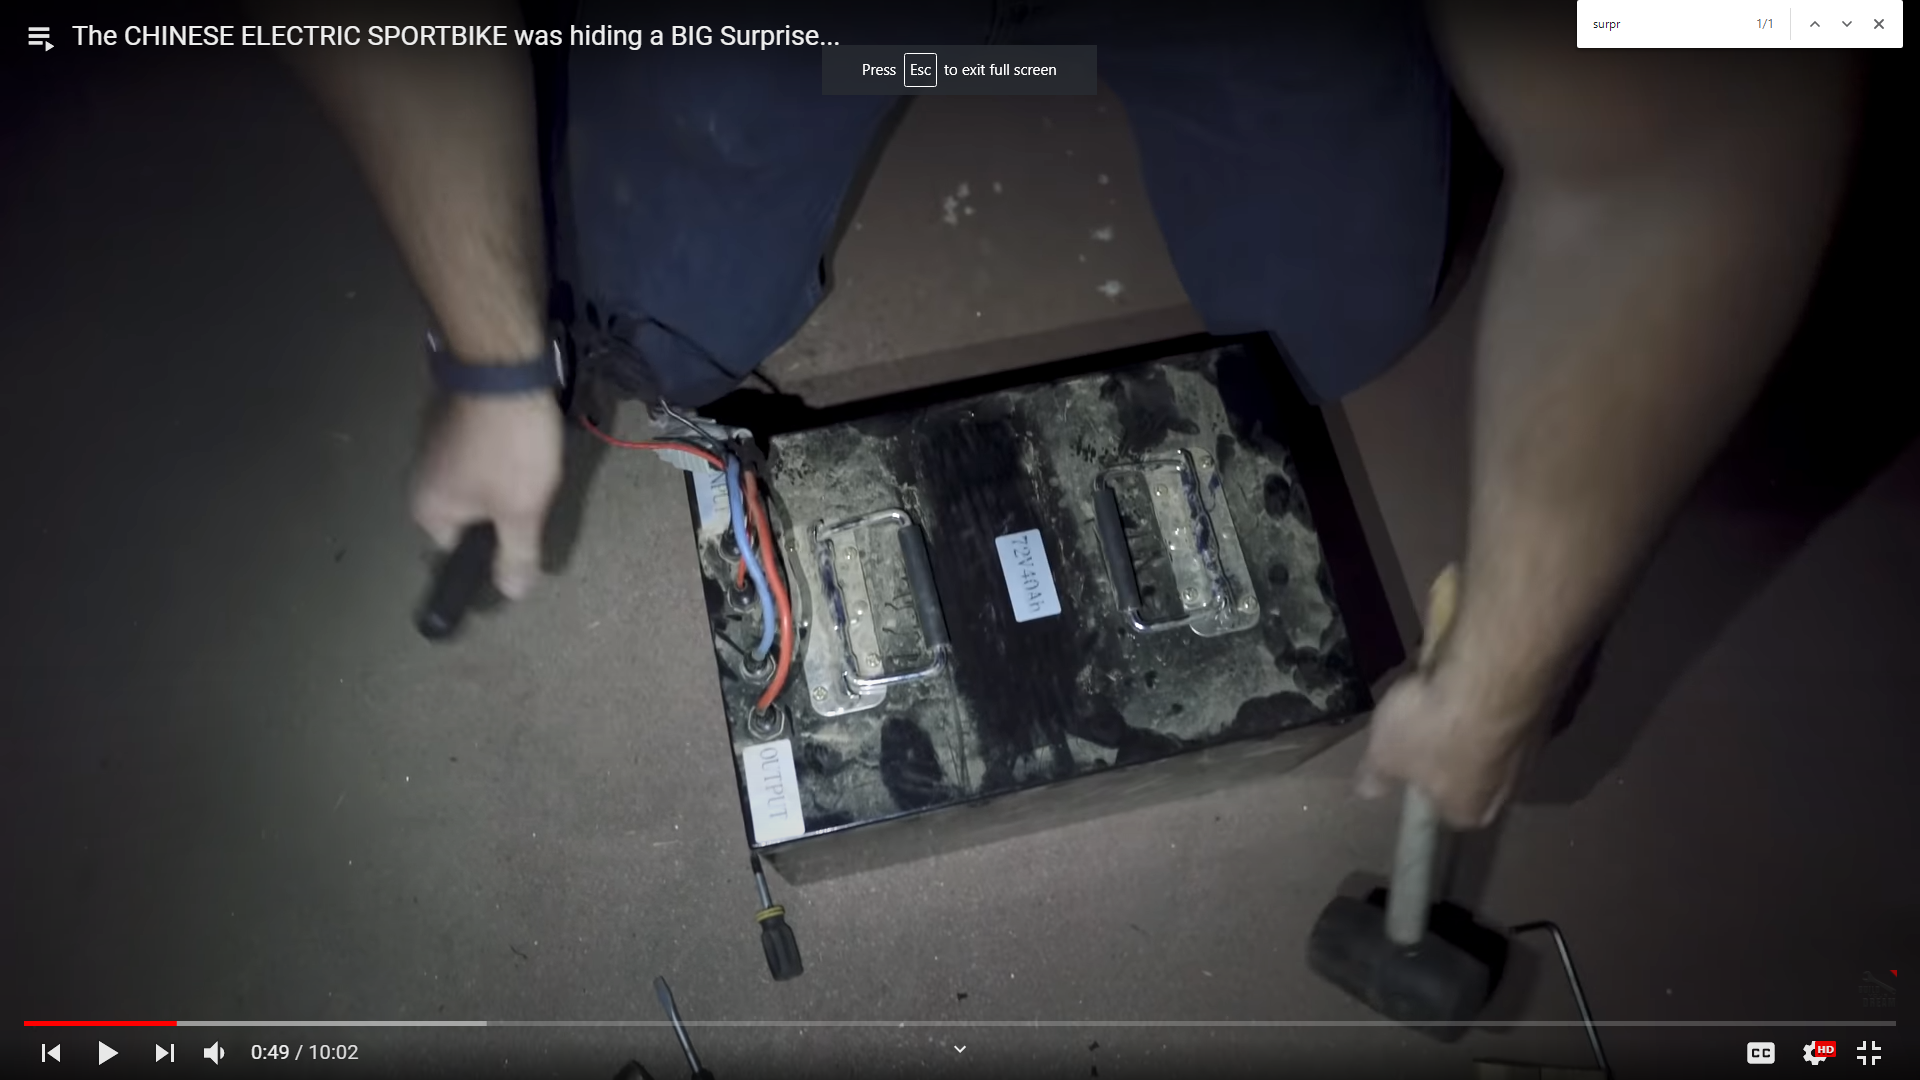 The CHINESE ELECTRIC SPORTBIKE was hiding a BIG Surprise...
surpr 1/1
Press Esc to exit full screen
72V40Ah
OUTPUT
0:49 / 10:02
CC HD